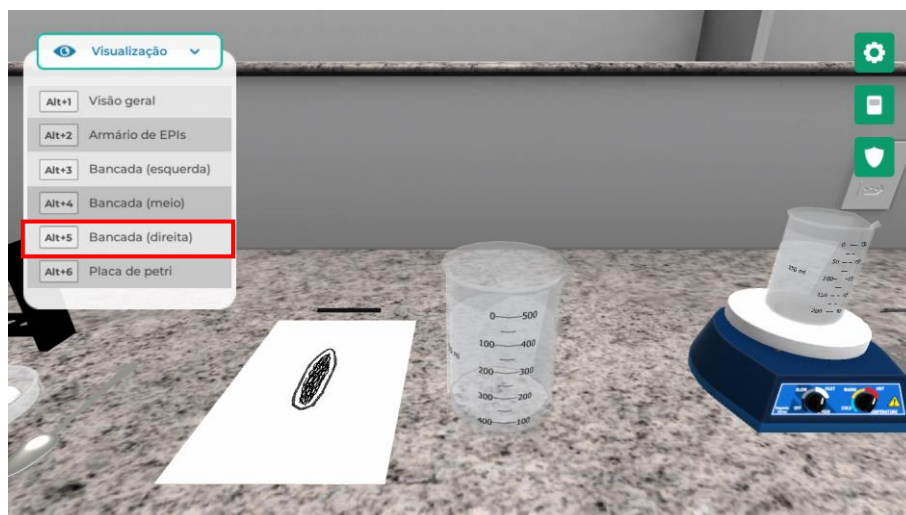 Visualização
Alt+1 Visão geral
Alt+2 Armário de EPIs
Alt+3 Bancada (esquerda)
Alt+4 Bancada (meio)
Alt+5 Bancada (direita)
Alt+6 Placa de petri
0 500
100 400
200 300
300 200
400 100